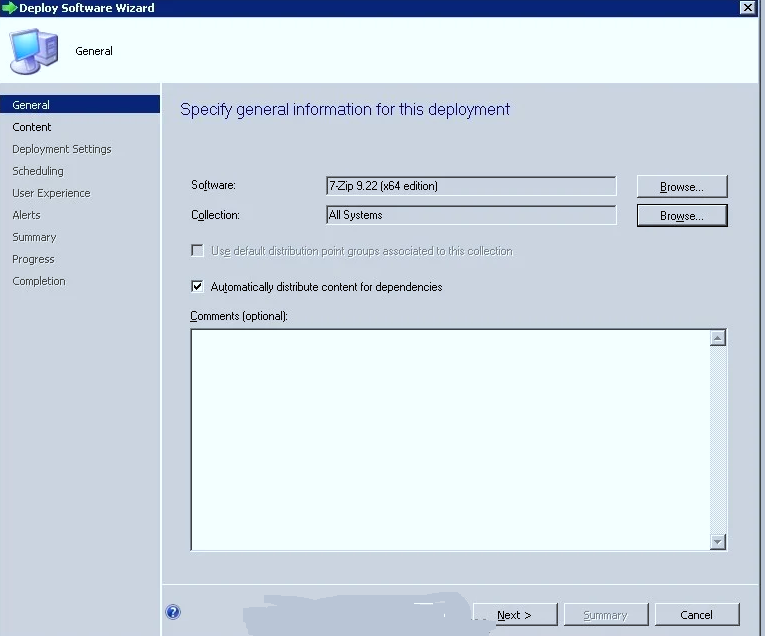 Deploy Software Wizard
General
General
Content
Deployment Settings
Scheduling
User Experience
Alerts
Summary
Progress
Completion
Specify general information for this deployment
Software: 7-Zip 9.22 (x64 edition) Browse...
Collection: All Systems Browse...
Use default distribution point groups associated to this collection
Automatically distribute content for dependencies
Comments (optional):
Next > Summary Cancel